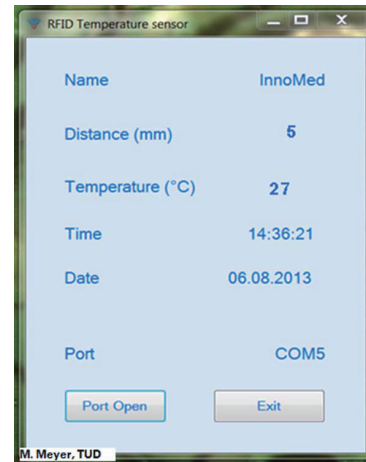 RFID Temperature sensor
Name InnoMed
Distance (mm) 5
Temperature (°C) 27
Time 14:36:21
Date 06.08.2013
Port COM5
Port Open Exit
M. Meyer, TUD